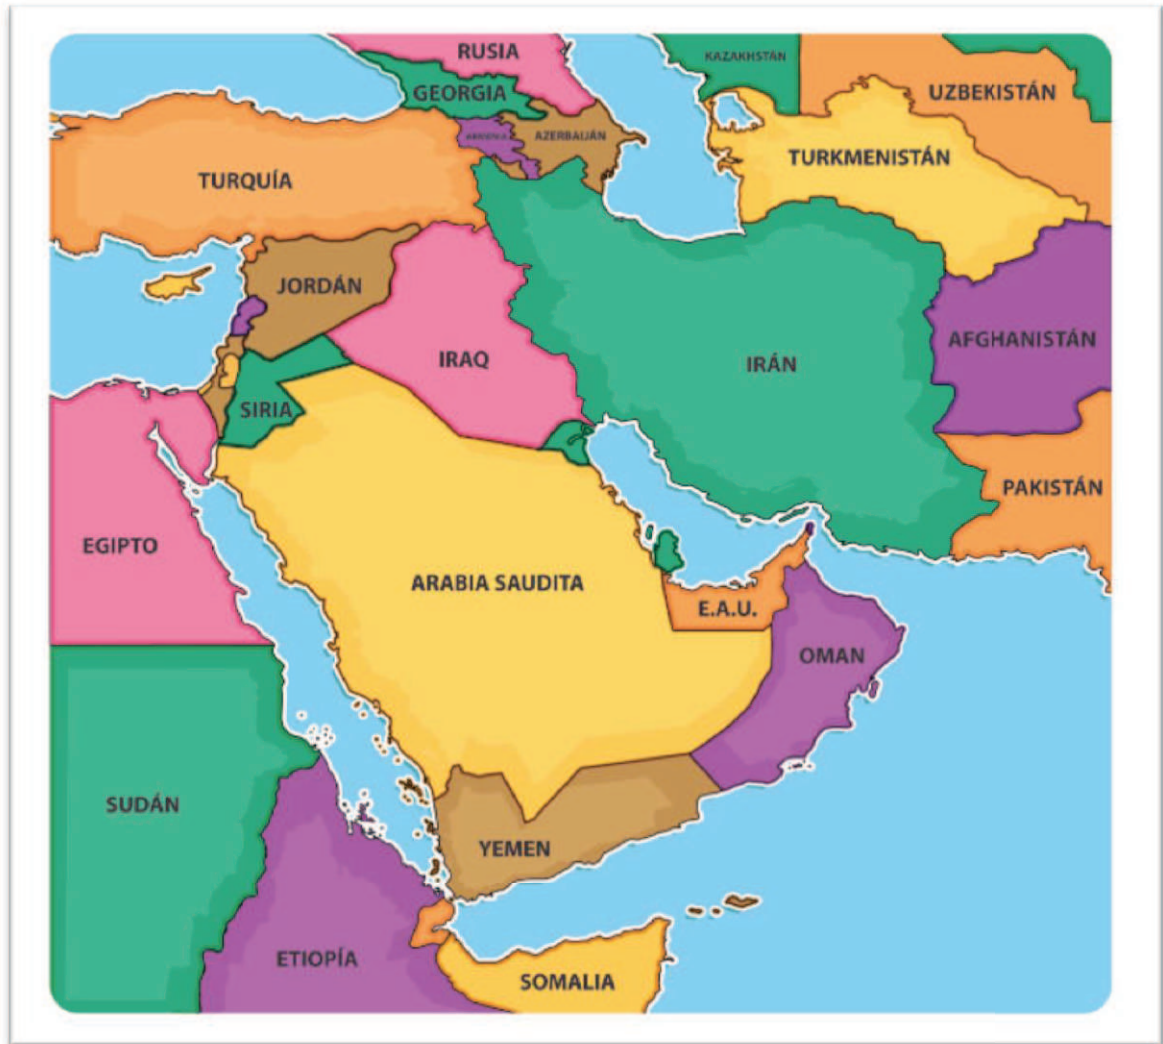 RUSIA
KAZAKHSTÁN
GEORGIA
UZBEKISTÁN
ARMENIA
AZERBAIJÁN
TURKMENISTÁN
TURQUÍA
JORDÁN
AFGHANISTÁN
IRAQ
IRÁN
SIRIA
PAKISTÁN
EGIPTO
ARABIA SAUDITA
E.A.U.
OMAN
SUDÁN
YEMEN
ETIOPÍA
SOMALIA